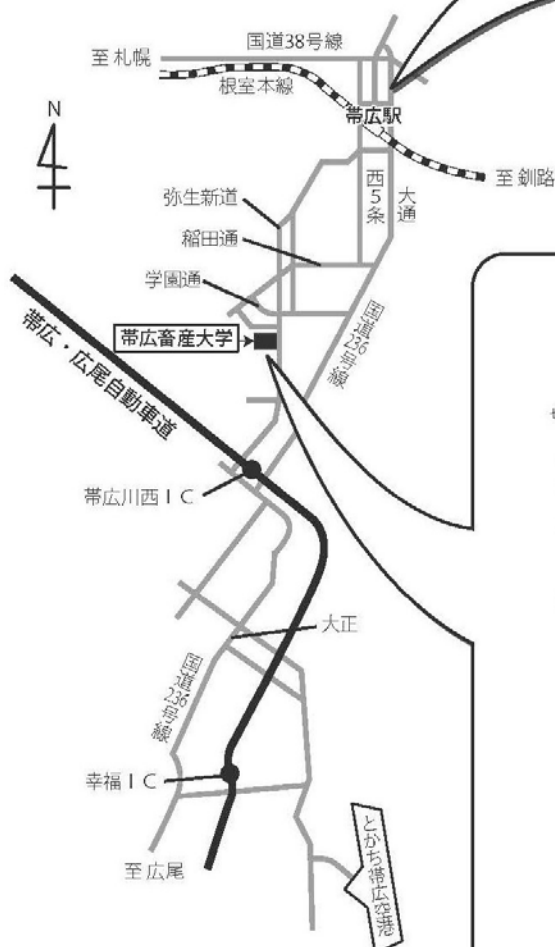 国道38号線
至 札幌
根室本線
N
帯広駅
至 釧路
西5条
大通
弥生新道
稲田通
学園通
国道236号線
帯広畜産大学
帯広・広尾自動車道
帯広川西IC
大正
国道236号線
幸福IC
至 広尾
とかち帯広空港